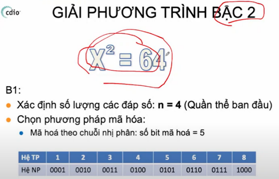 cdio
GIẢI PHƯƠNG TRÌNH BẬC 2
X² = 64
B1:
Xác định số lượng các đáp số: n = 4 (Quần thể ban đầu)
Chọn phương pháp mã hóa:
Mã hoá theo chuỗi nhị phân: số bit mã hoá = 5
Hệ TP 1 2 3 4 5 6 7 8
Hệ NP 0001 0010 0011 0100 0101 0110 0111 1000